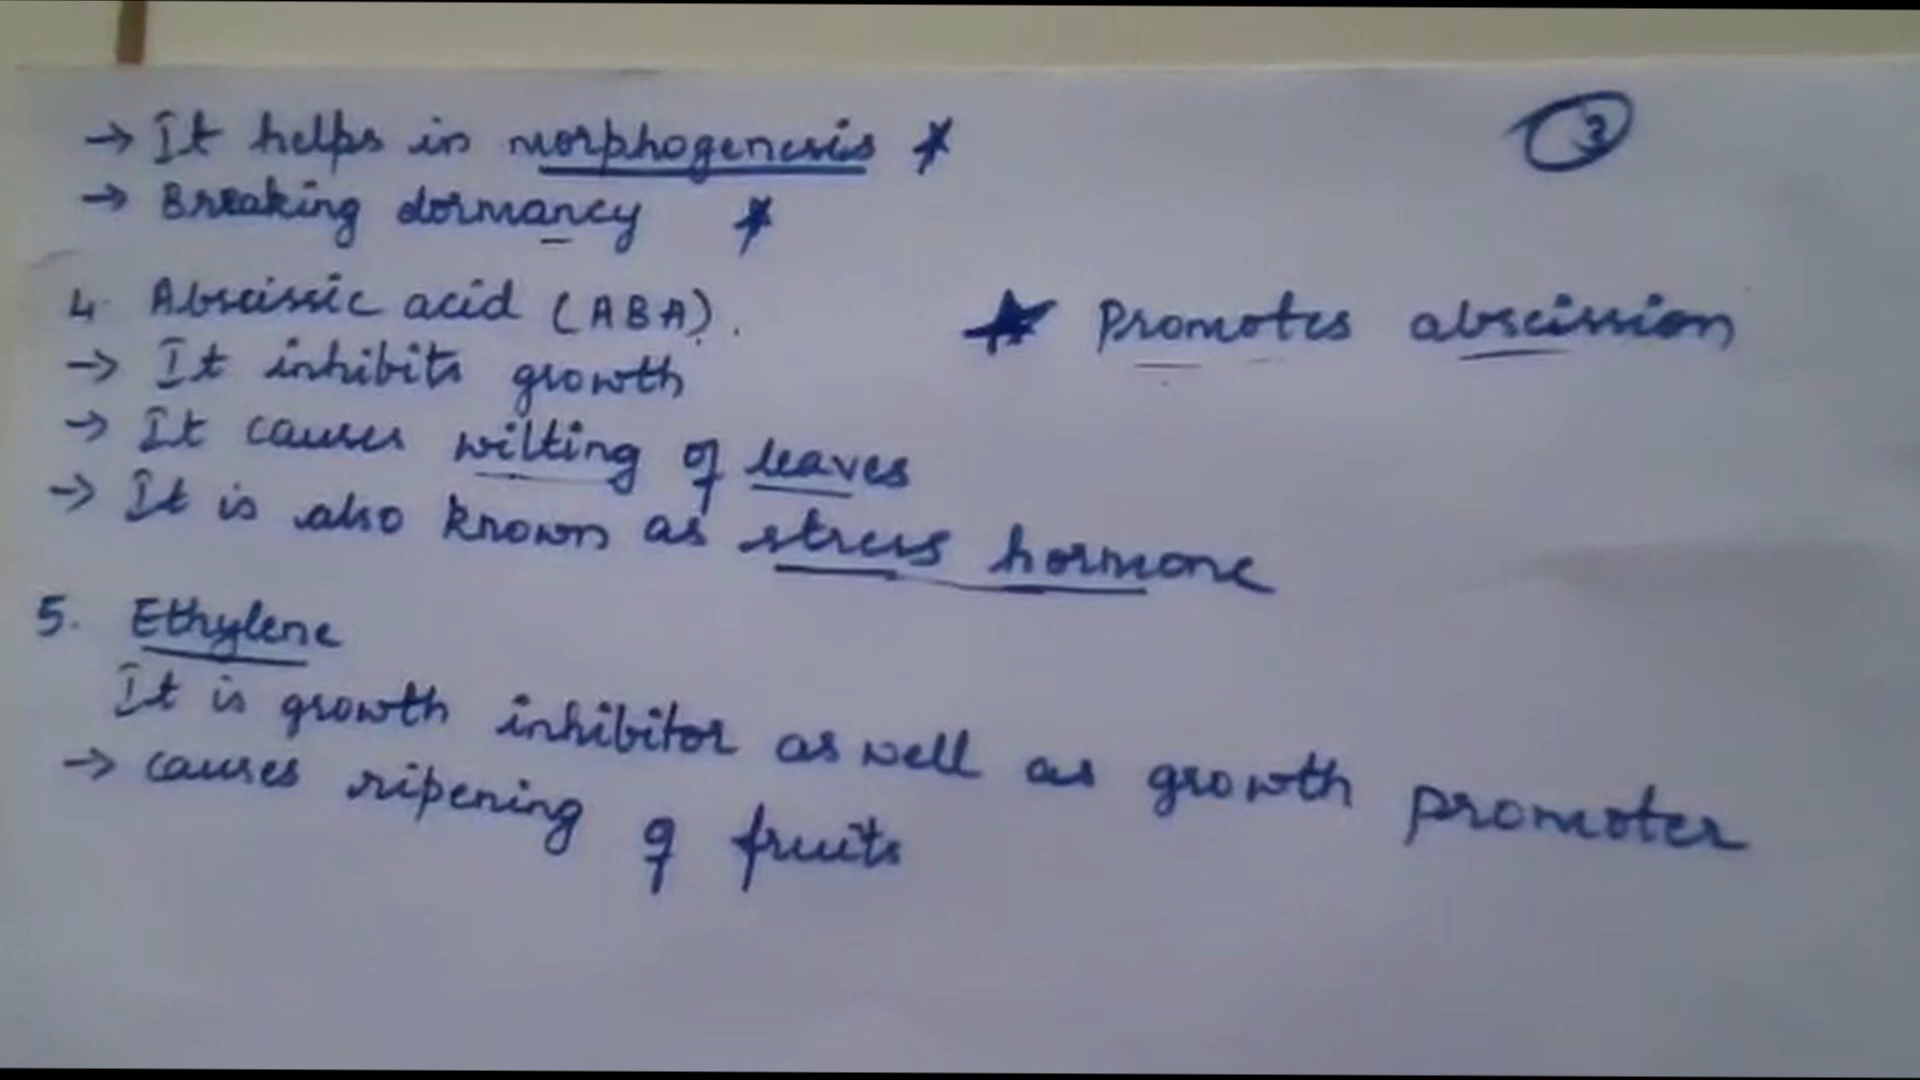 → It helps in morphogenesis ★
3
→ Breaking dormancy ★
4. Abscissic acid (ABA).
★ Promotes abscission
→ It inhibits growth
→ It causes wilting of leaves
→ It is also known as stress hormone
5. Ethylene
It is growth inhibitor as well as growth promoter
→ causes ripening of fruits